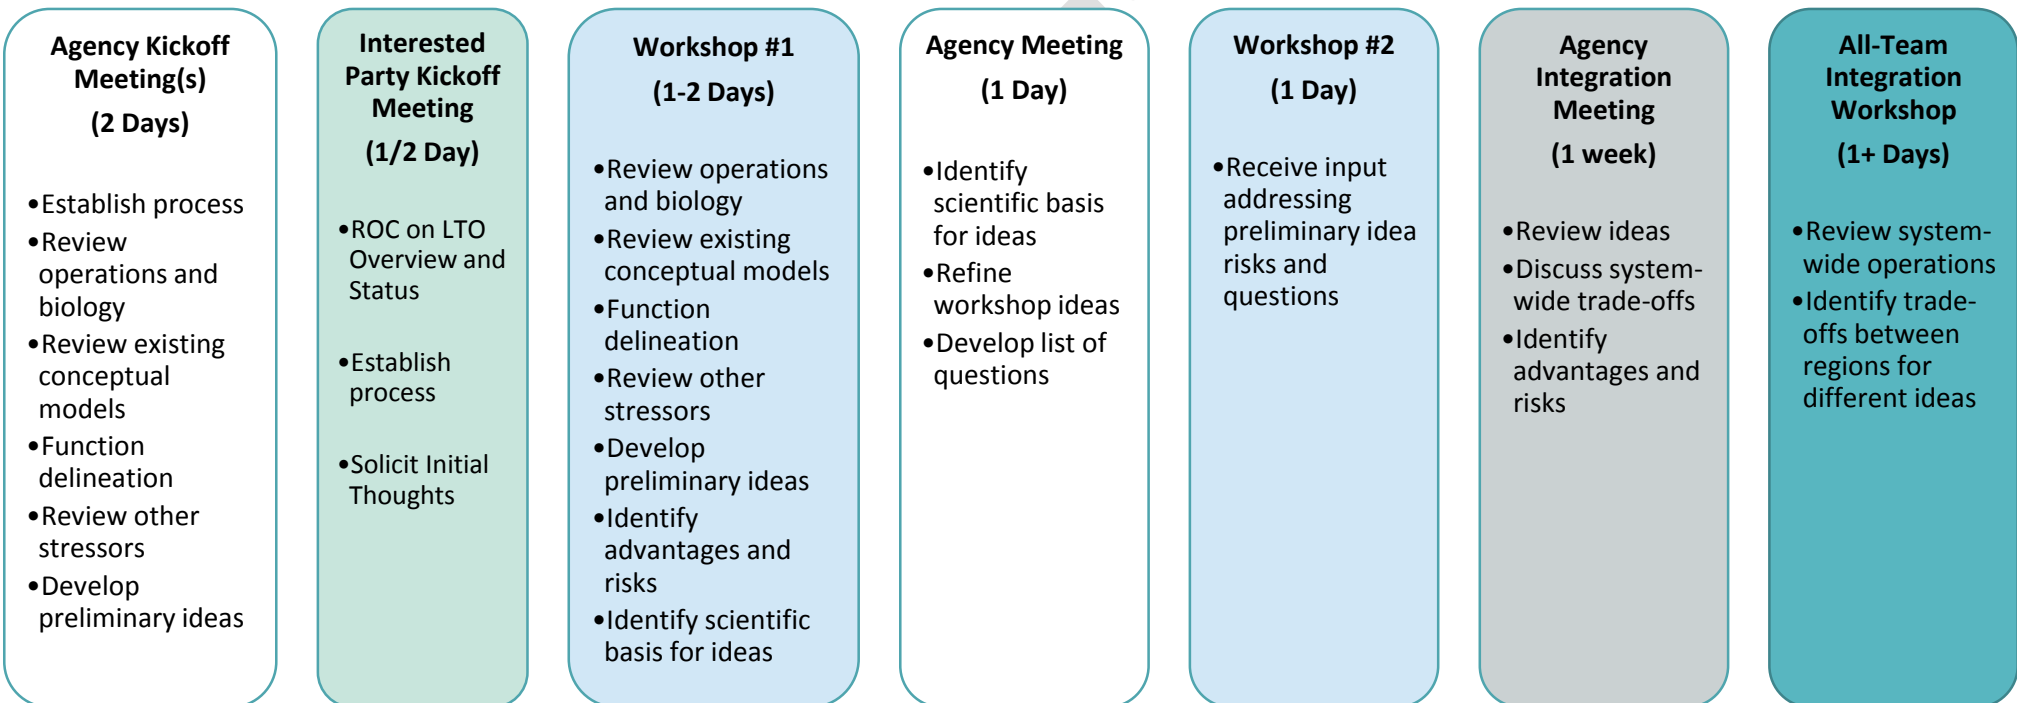 Agency Kickoff
Meeting(s)
(2 Days)
•Establish process
•Review
operations and
biology
•Review existing
conceptual
models
•Function
delineation
•Review other
stressors
•Develop
preliminary ideas
Interested
Party Kickoff
Meeting
(1/2 Day)
•ROC on LTO
Overview and
Status
•Establish
process
•Solicit Initial
Thoughts
Workshop #1
(1-2 Days)
•Review operations
and biology
•Review existing
conceptual models
•Function
delineation
•Review other
stressors
•Develop
preliminary ideas
•Identify
advantages and
risks
•Identify scientific
basis for ideas
Agency Meeting
(1 Day)
•Identify
scientific basis
for ideas
•Refine
workshop ideas
•Develop list of
questions
Workshop #2
(1 Day)
•Receive input
addressing
preliminary idea
risks and
questions
Agency
Integration
Meeting
(1 week)
•Review ideas
•Discuss system-
wide trade-offs
•Identify
advantages and
risks
All-Team
Integration
Workshop
(1+ Days)
•Review system-
wide operations
•Identify trade-
offs between
regions for
different ideas